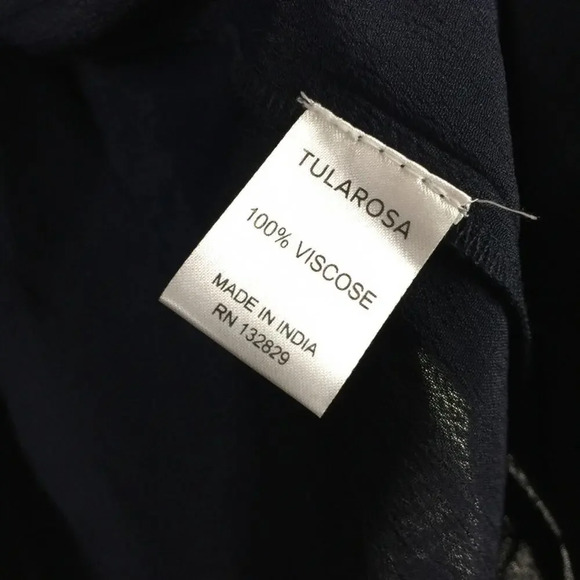 TULAROSA
100% VISCOSE
MADE IN INDIA
RN 132829